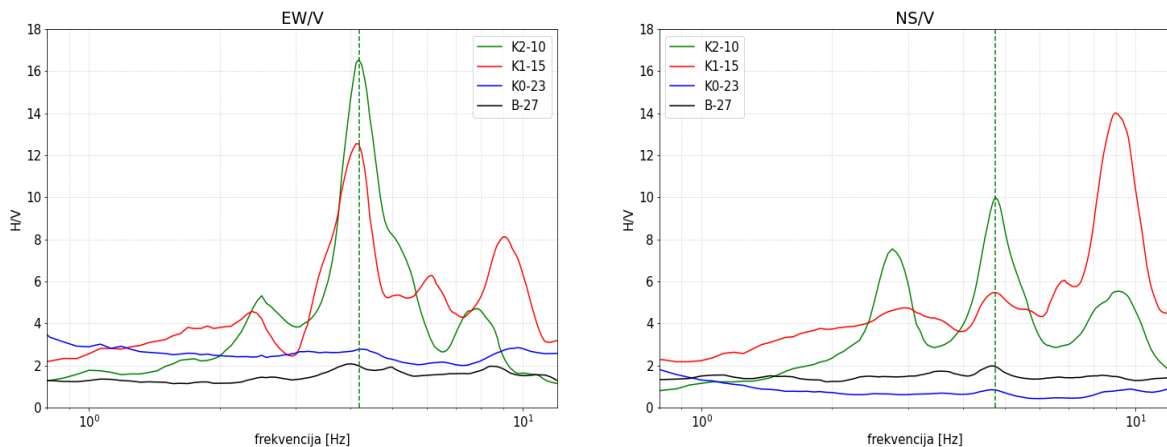 EW/V
18
16
14
12
10
8
6
4
2
0
H/V
K2-10
K1-15
K0-23
B-27
10⁰
10¹
frekvencija [Hz]
NS/V
18
16
14
12
10
8
6
4
2
0
H/V
K2-10
K1-15
K0-23
B-27
10⁰
10¹
frekvencija [Hz]